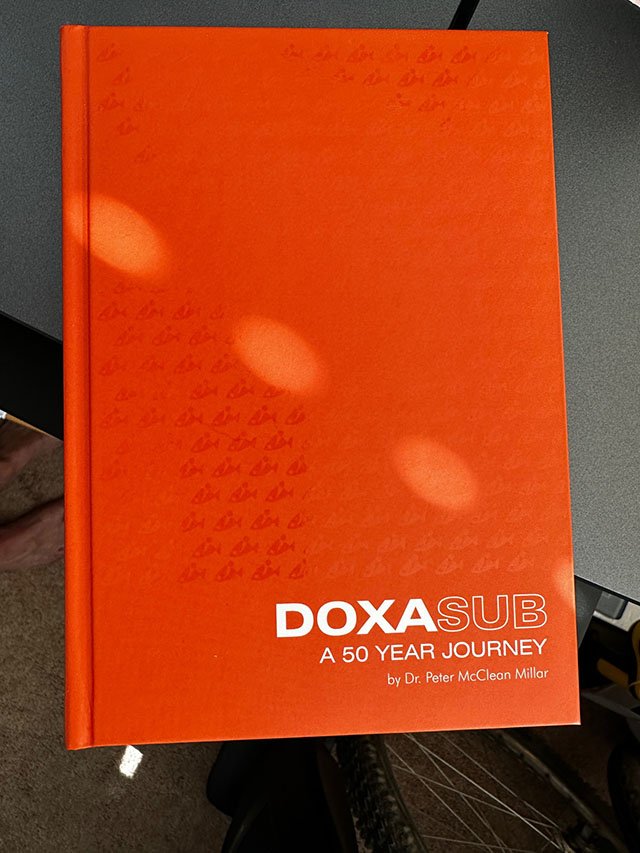 DOXASUB
A 50 YEAR JOURNEY
by Dr. Peter McClean Millar